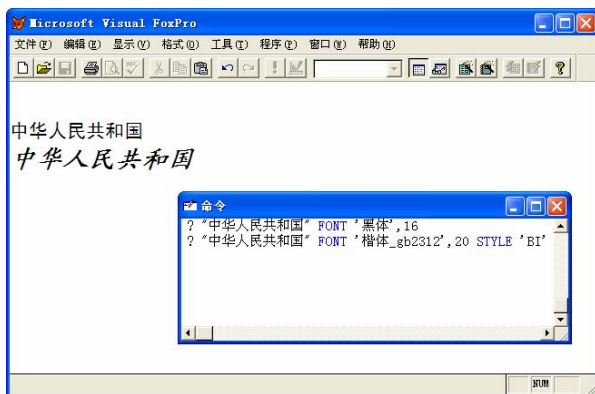 Microsoft Visual FoxPro
文件(F) 编辑(E) 显示(V) 格式(O) 工具(T) 程序(P) 窗口(W) 帮助(H)
中华人民共和国
中华人民共和国
命令
? "中华人民共和国" FONT '黑体',16
? "中华人民共和国" FONT '楷体_gb2312',20 STYLE 'BI'
NUM